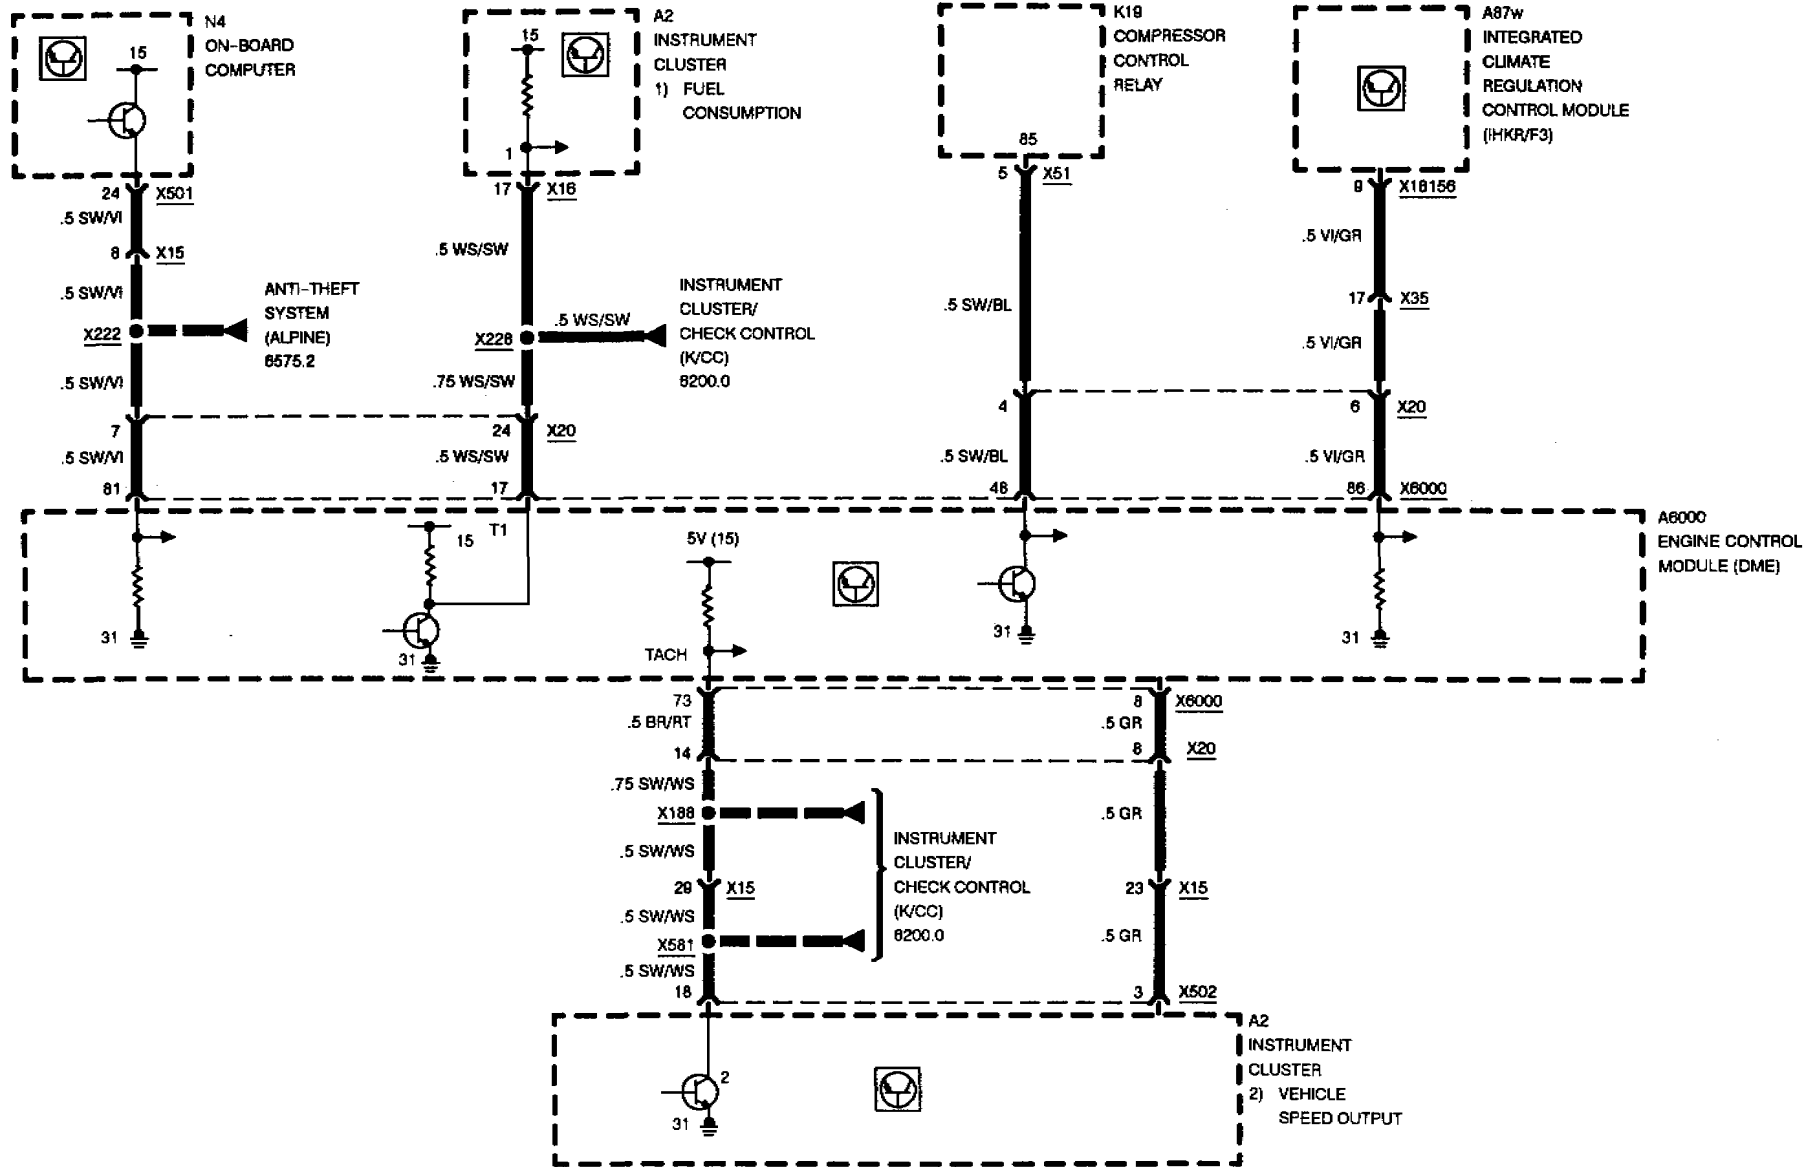 N4
ON-BOARD
COMPUTER
15
24 X501
.5 SW/VI
8 X15
.5 SW/VI
X222
ANTI-THEFT
SYSTEM
(ALPINE)
6575.2
.5 SW/VI
7
.5 SW/VI
81
A2
INSTRUMENT
CLUSTER
1) FUEL
CONSUMPTION
15
1
17 X16
.5 WS/SW
X228
.5 WS/SW
INSTRUMENT
CLUSTER/
CHECK CONTROL
(K/CC)
6200.0
.75 WS/SW
24 X20
.5 WS/SW
17
K19
COMPRESSOR
CONTROL
RELAY
85
5 X51
.5 SW/BL
4
.5 SW/BL
48
A87w
INTEGRATED
CLIMATE
REGULATION
CONTROL MODULE
(IHKR/F3)
9 X18156
.5 VI/GR
17 X35
.5 VI/GR
6 X20
.5 VI/GR
86 X6000
A6000
ENGINE CONTROL
MODULE (DME)
31
15
T1
31
5V (15)
TACH
31
31
73
.5 BR/RT
14
.75 SW/WS
X188
.5 SW/WS
29 X15
.5 SW/WS
X581
.5 SW/WS
18
INSTRUMENT
CLUSTER/
CHECK CONTROL
(K/CC)
6200.0
8 X6000
.5 GR
8 X20
.5 GR
23 X15
.5 GR
3 X502
A2
INSTRUMENT
CLUSTER
2) VEHICLE
SPEED OUTPUT
2
31